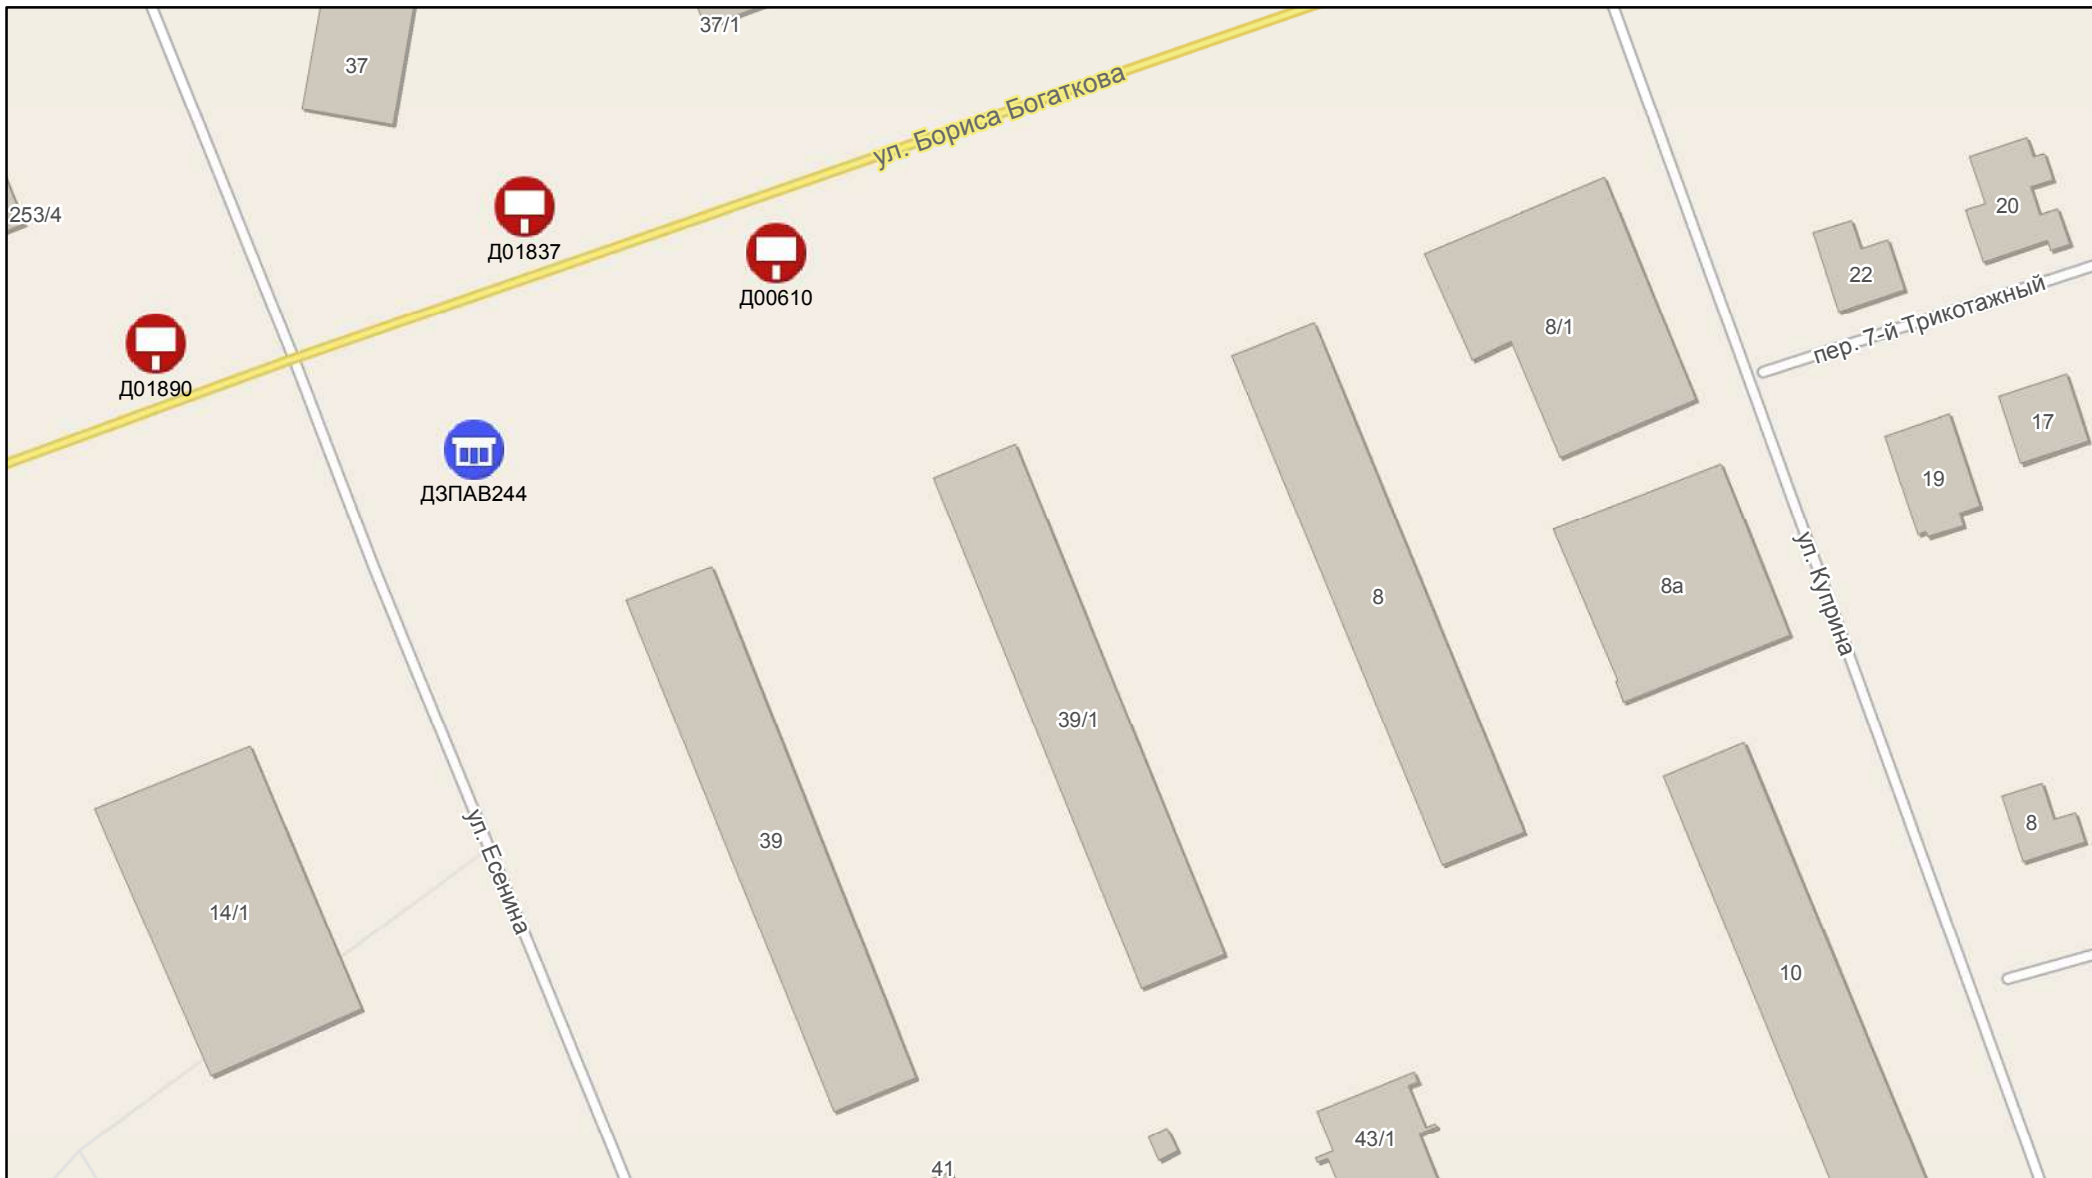 37/1
37
ул. Бориса Богаткова
253/4
Д01837
Д00610
Д01890
ДЗПАВ244
20
22
пер. 7-й Трикотажный
8/1
17
19
ул. Куприна
8а
8
39/1
39
8
ул. Есенина
14/1
10
43/1
41